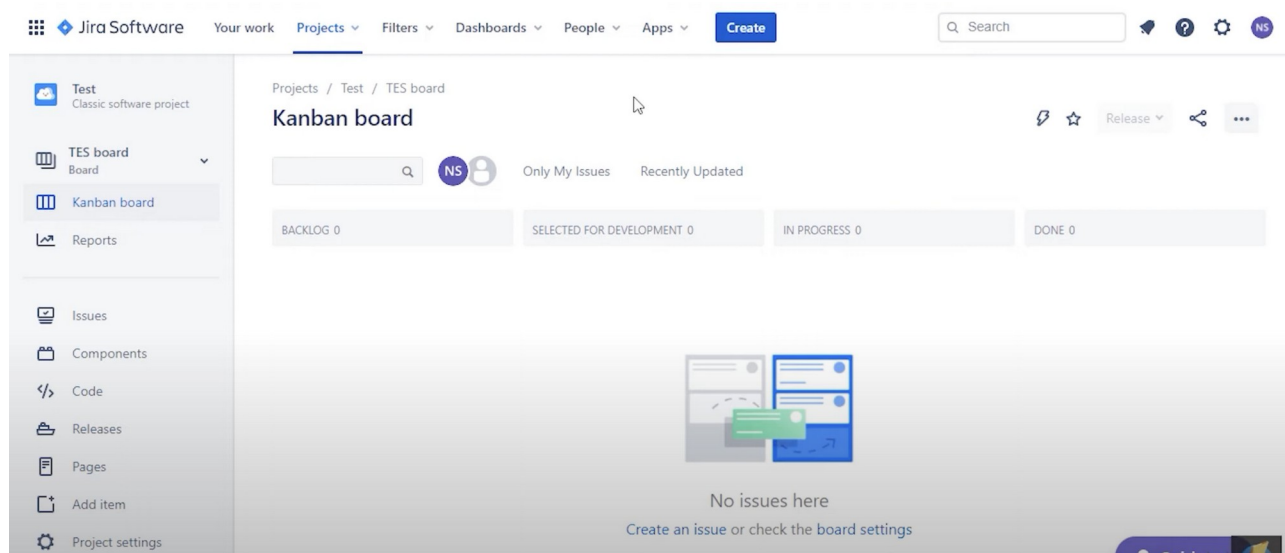 Jira Software Your work Projects Filters Dashboards People Apps Create Search NS
Test
Classic software project
TES board
Board
Kanban board
Reports
Issues
Components
Code
Releases
Pages
Add item
Project settings
Projects / Test / TES board
Kanban board
Release
NS Only My Issues Recently Updated
BACKLOG 0 SELECTED FOR DEVELOPMENT 0 IN PROGRESS 0 DONE 0
No issues here
Create an issue or check the board settings